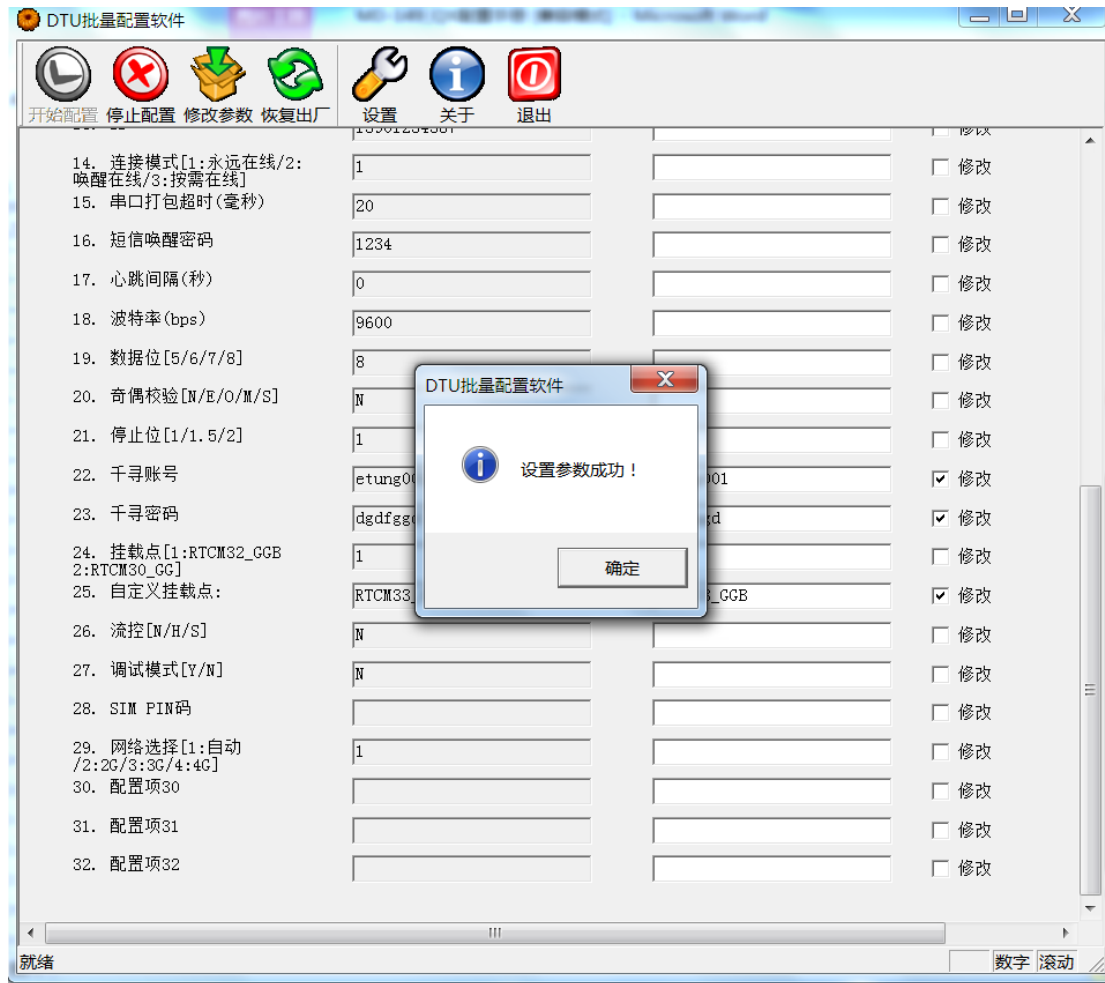 DTU批量配置软件
开始配置 停止配置 修改参数 恢复出厂 设置 关于 退出
修改
14. 连接模式[1:永远在线/2:
唤醒在线/3:按需在线]
1
修改
15. 串口打包超时(毫秒)
20
修改
16. 短信唤醒密码
1234
修改
17. 心跳间隔(秒)
0
修改
18. 波特率(bps)
9600
修改
19. 数据位[5/6/7/8]
8
修改
20. 奇偶校验[N/E/O/M/S]
N
修改
21. 停止位[1/1.5/2]
1
修改
22. 千寻账号
修改
23. 千寻密码
修改
24. 挂载点[1:RTCM32_GGB
2:RTCM30_GG]
1
修改
25. 自定义挂载点:
RTCM33_
_GGB
修改
DTU批量配置软件
设置参数成功！
确定
26. 流控[N/H/S]
N
修改
27. 调试模式[Y/N]
N
修改
28. SIM PIN码
修改
29. 网络选择[1:自动
/2:2G/3:3G/4:4G]
1
修改
30. 配置项30
修改
31. 配置项31
修改
32. 配置项32
修改
就绪
数字 滚动